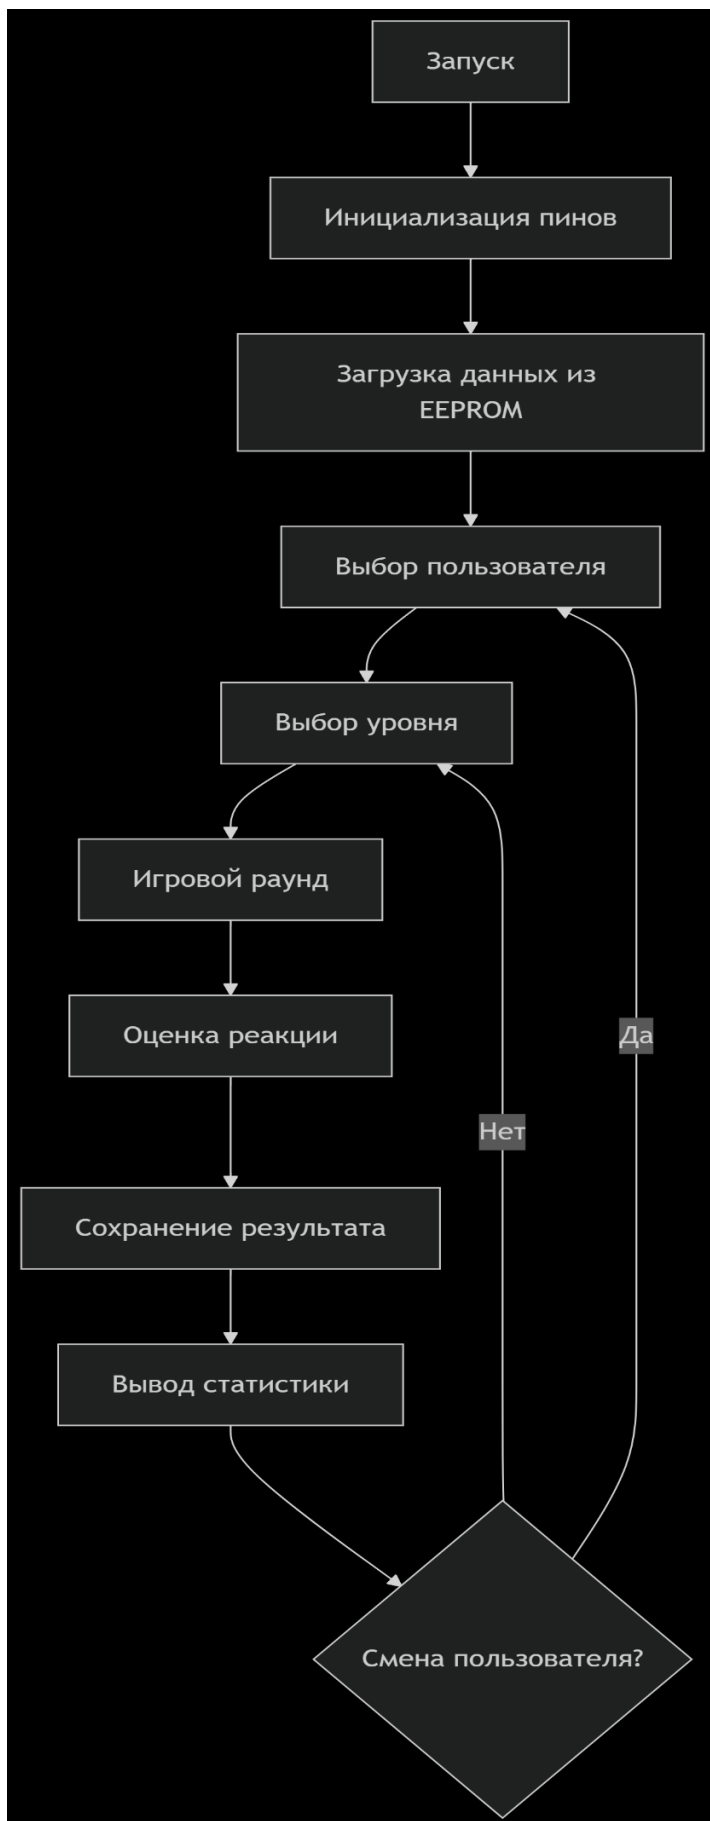 Запуск
Инициализация пинов
Загрузка данных из
EEPROM
Выбор пользователя
Выбор уровня
Игровой раунд
Оценка реакции
Да
Нет
Сохранение результата
Вывод статистики
Смена пользователя?